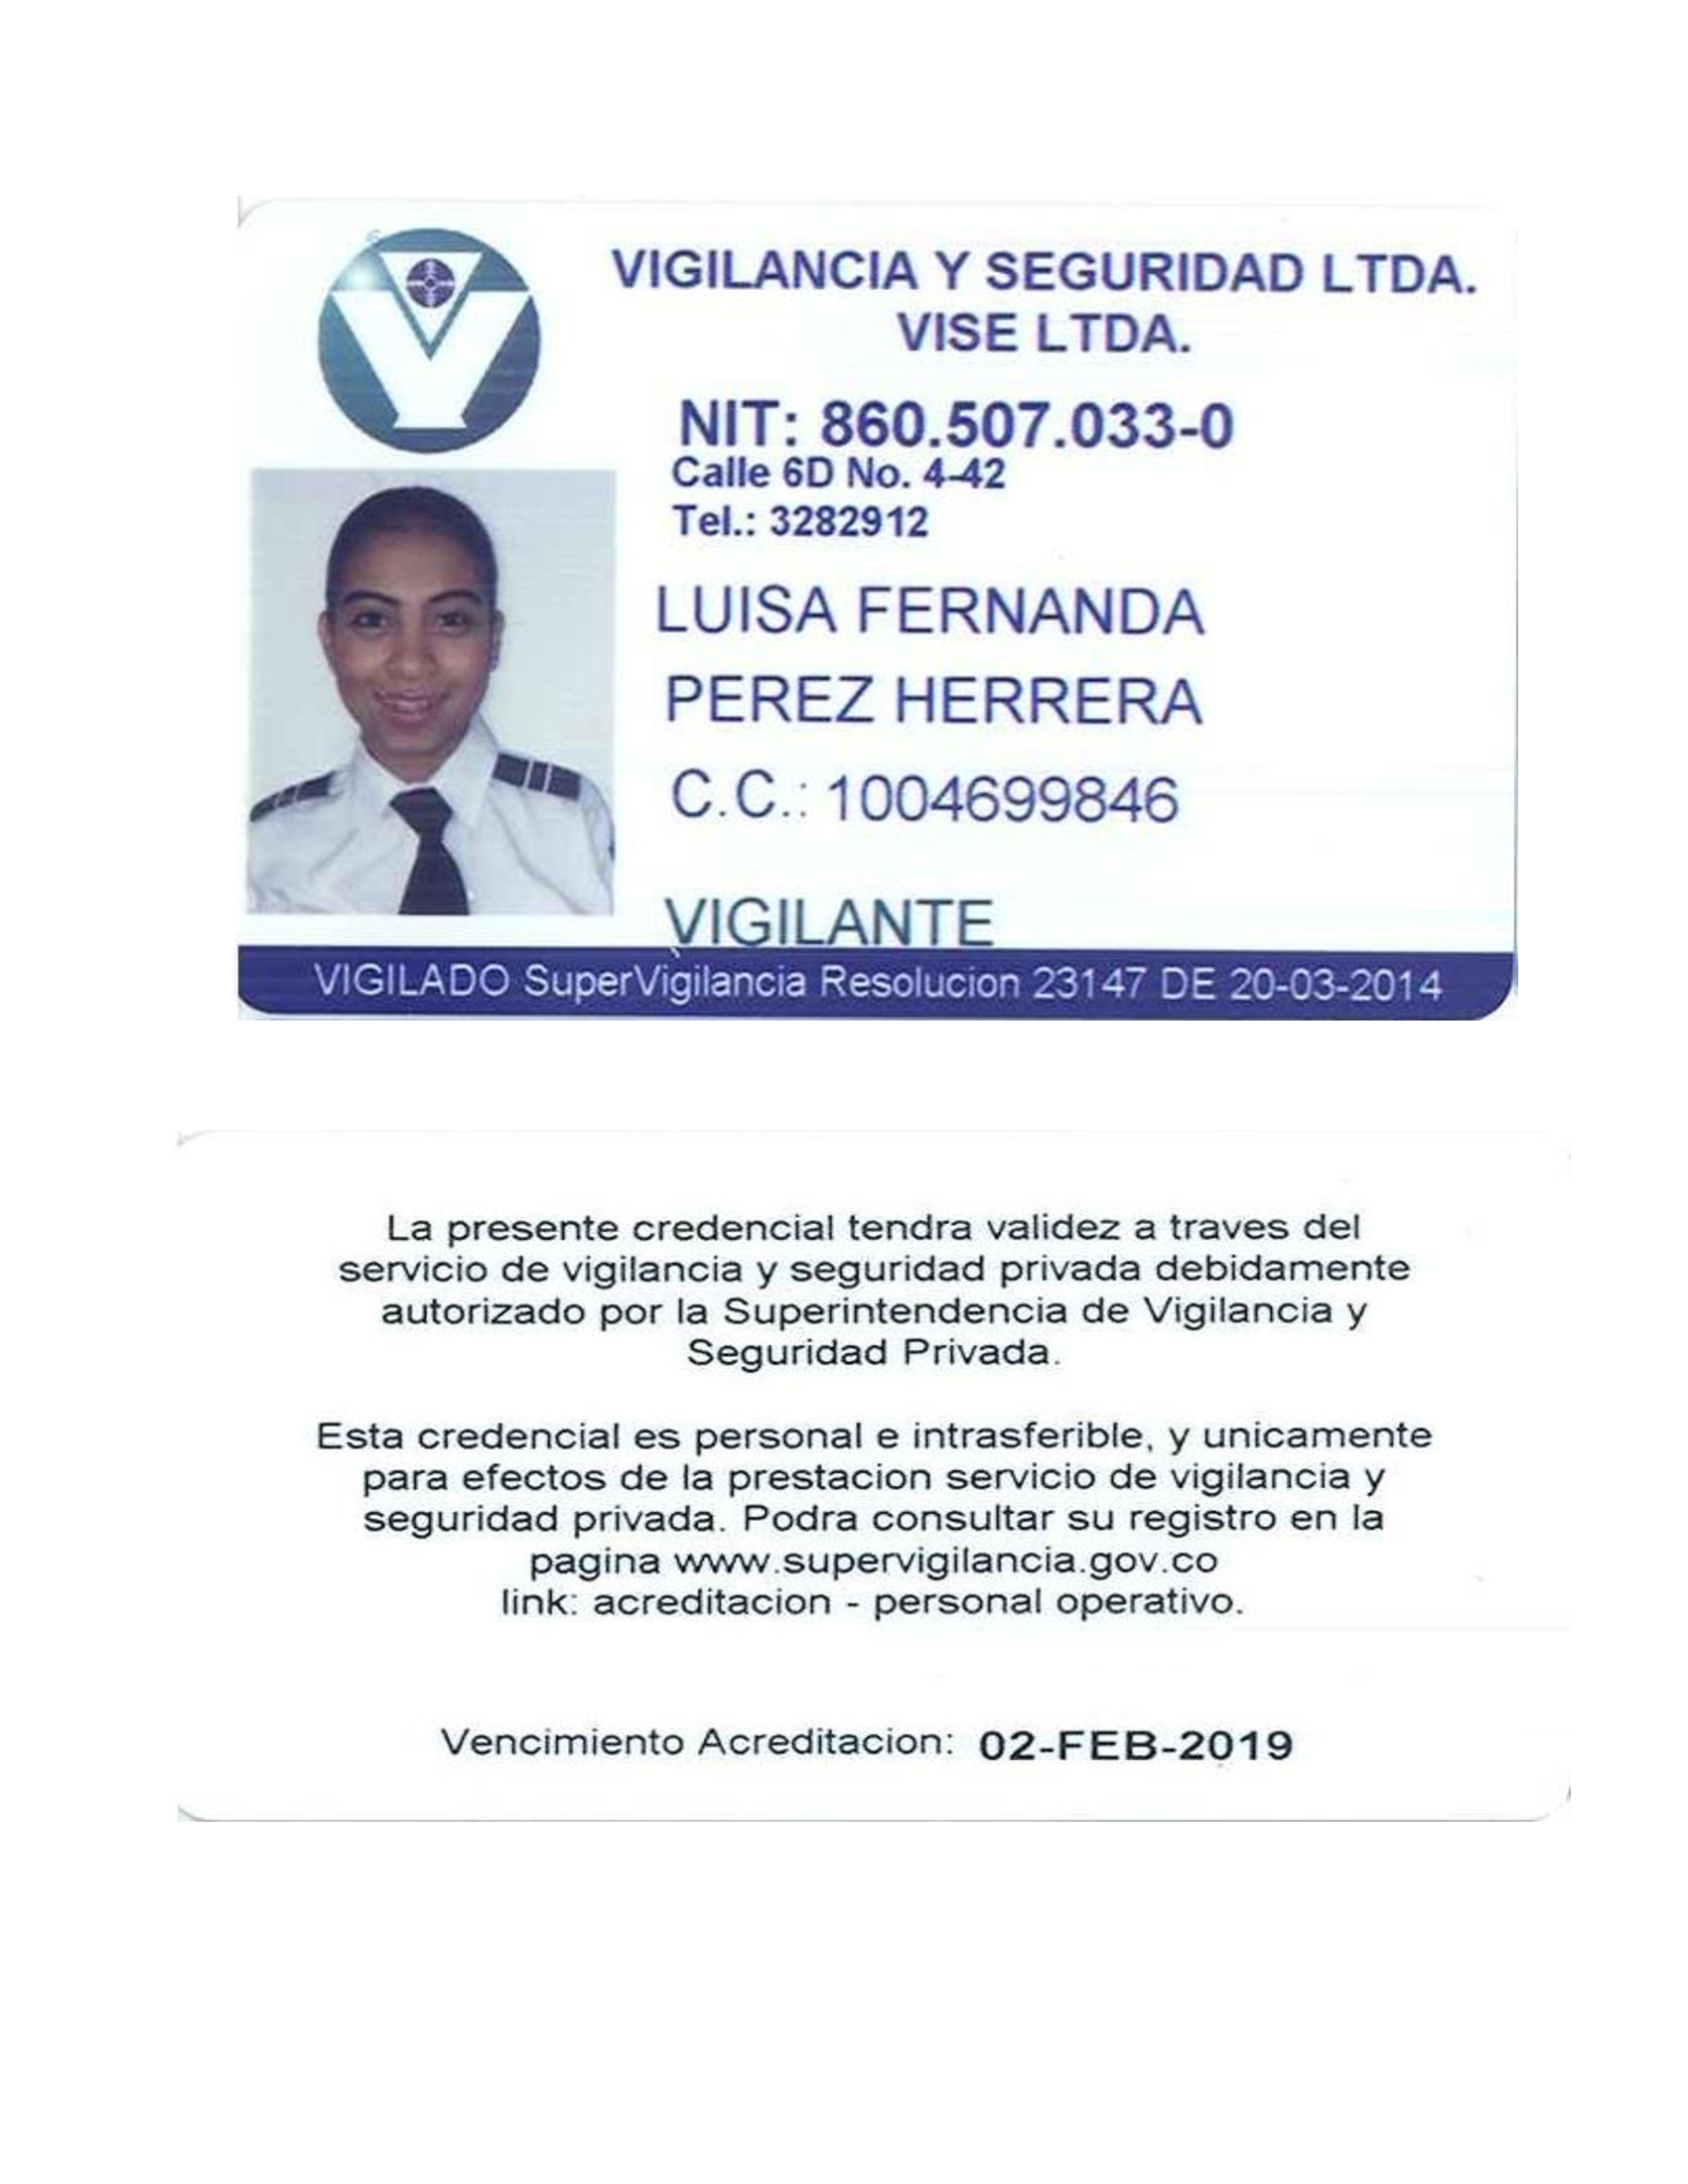 VIGILANCIA Y SEGURIDAD LTDA.
VISE LTDA.
NIT: 860.507.033-0
Calle 6D No. 4-42
Tel.: 3282912
LUISA FERNANDA
PEREZ HERRERA
C.C.: 1004699846
VIGILANTE
VIGILADO SuperVigilancia Resolucion 23147 DE 20-03-2014
La presente credencial tendra validez a traves del
servicio de vigilancia y seguridad privada debidamente
autorizado por la Superintendencia de Vigilancia y
Seguridad Privada.
Esta credencial es personal e intrasferible, y unicamente
para efectos de la prestacion servicio de vigilancia y
seguridad privada. Podra consultar su registro en la
pagina www.supervigilancia.gov.co
link: acreditacion - personal operativo.
Vencimiento Acreditacion: 02-FEB-2019